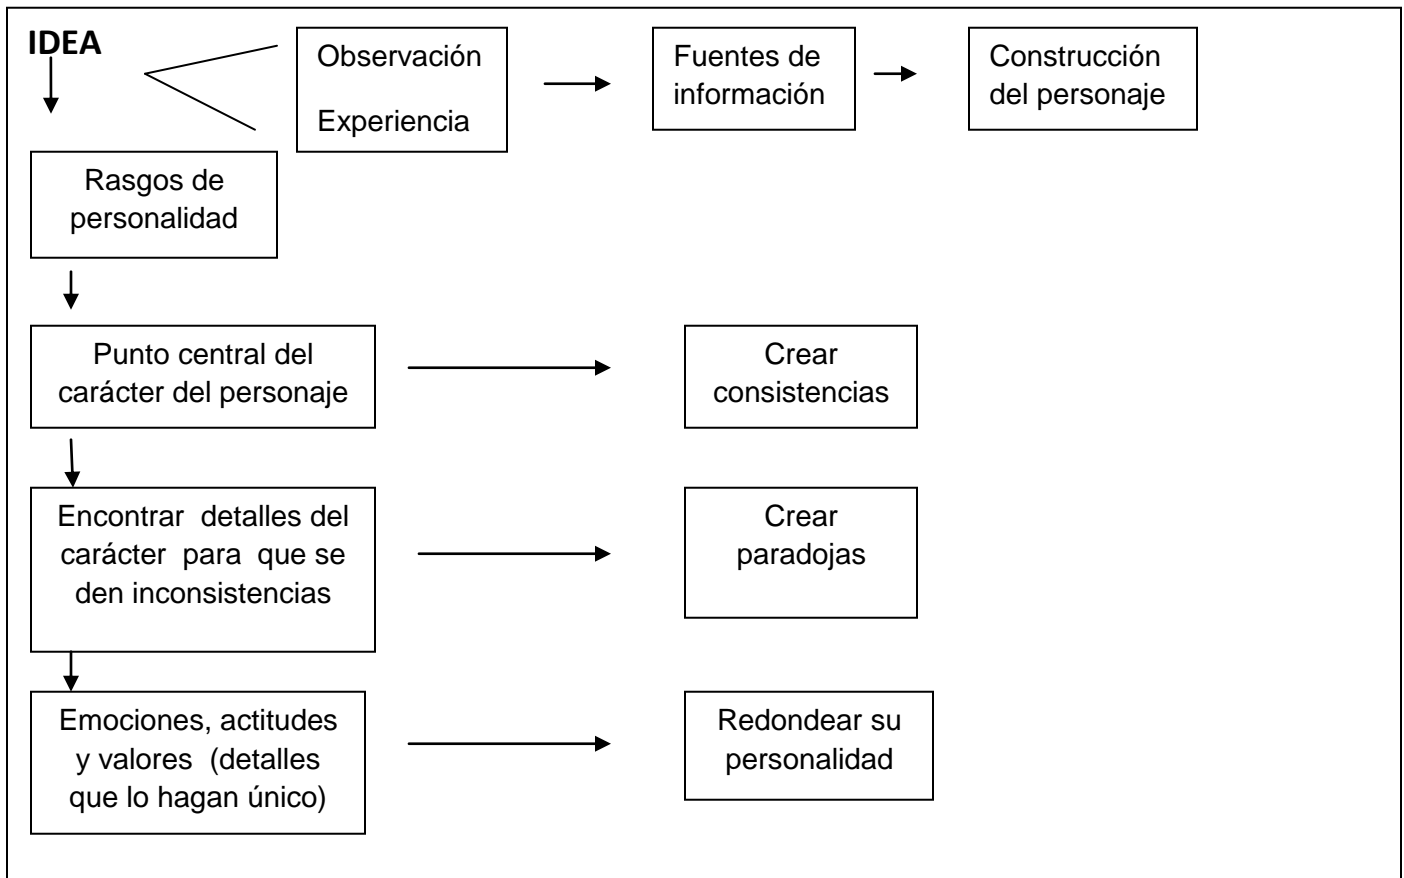 IDEA
Observación
Experiencia
Fuentes de
información
Construcción
del personaje
Rasgos de
personalidad
Punto central del
carácter del personaje
Crear
consistencias
Encontrar detalles del
carácter para que se
den inconsistencias
Crear
paradojas
Emociones, actitudes
y valores (detalles
que lo hagan único)
Redondear su
personalidad